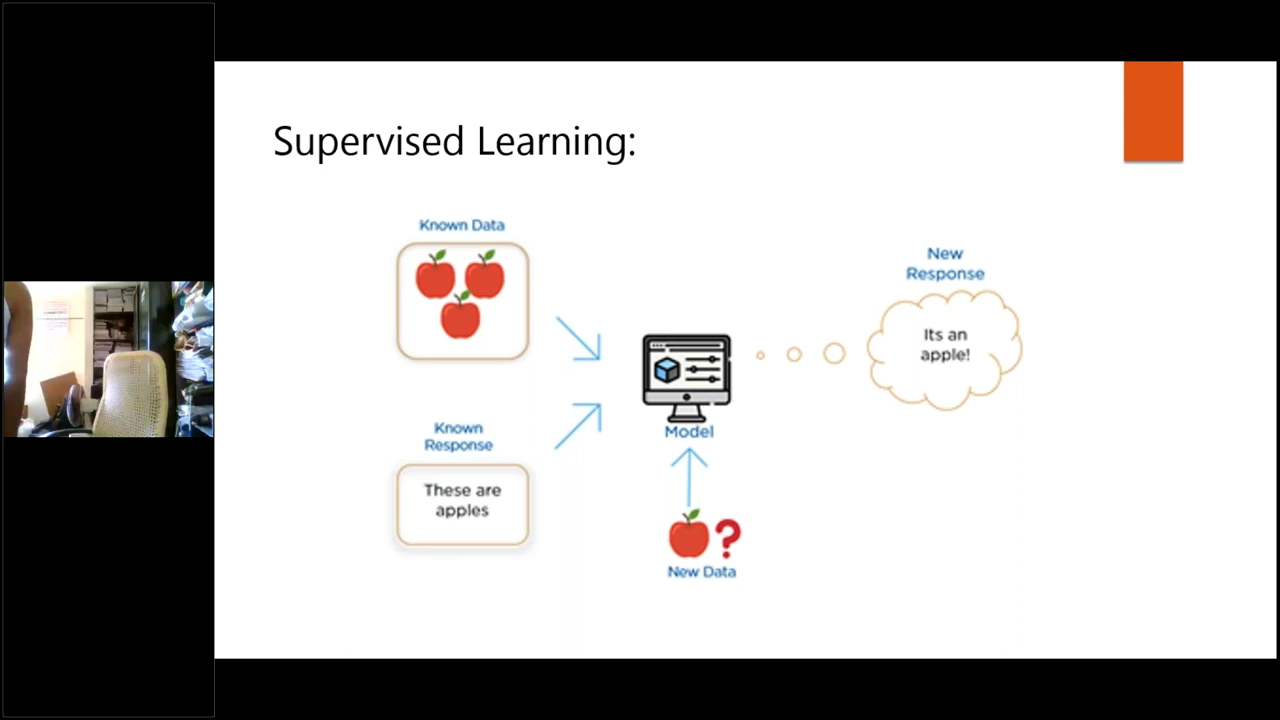 Supervised Learning:
Known Data
New
Response
Its an
apple!
Known
Response
Model
These are
apples
?
New Data